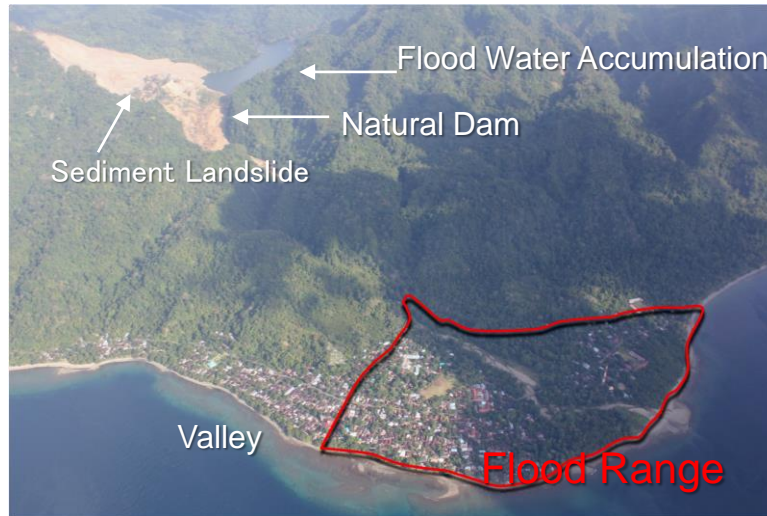 Flood Water Accumulation
Natural Dam
Sediment Landslide
Valley
Flood Range